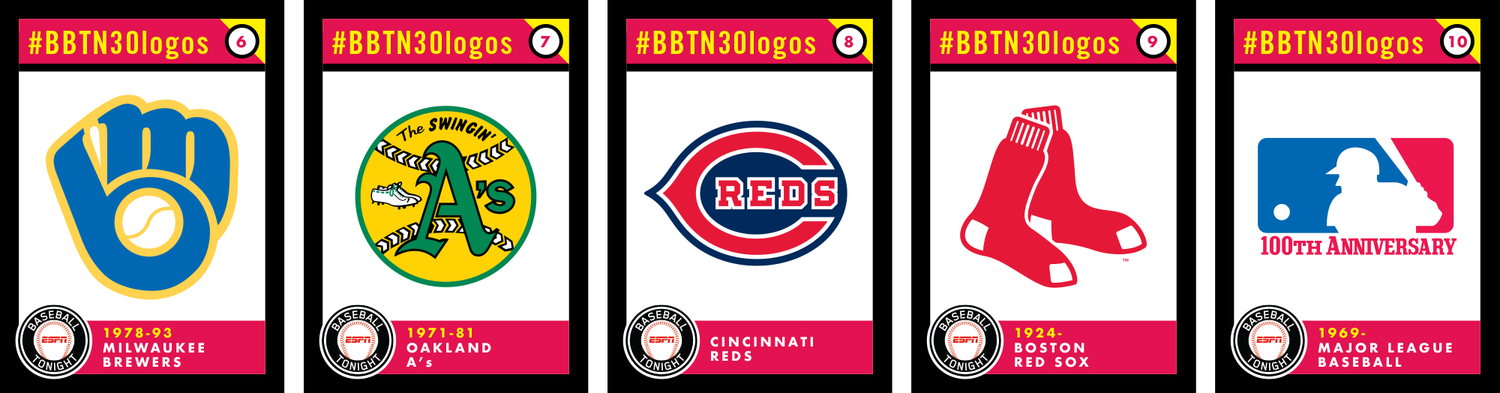 #BBTN30logos 6
1978-93
MILWAUKEE
BREWERS
BASEBALL
ESPN
TONIGHT
#BBTN30logos 7
The SWINGIN'
A's
1971-81
OAKLAND
A's
BASEBALL
ESPN
TONIGHT
#BBTN30logos 8
REDS
CINCINNATI
REDS
BASEBALL
ESPN
TONIGHT
#BBTN30logos 9
TM
1924-
BOSTON
RED SOX
BASEBALL
ESPN
TONIGHT
#BBTN30logos 10
100TH ANNIVERSARY
1969-
MAJOR LEAGUE
BASEBALL
BASEBALL
ESPN
TONIGHT